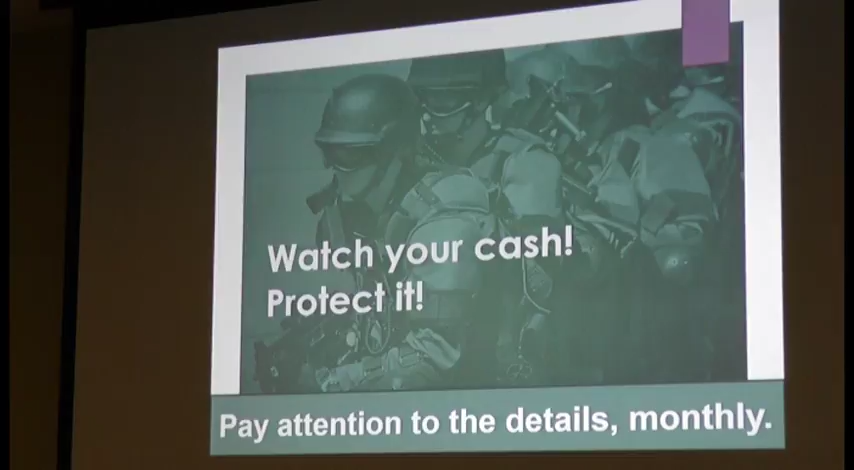 Watch your cash!
Protect it!
Pay attention to the details, monthly.